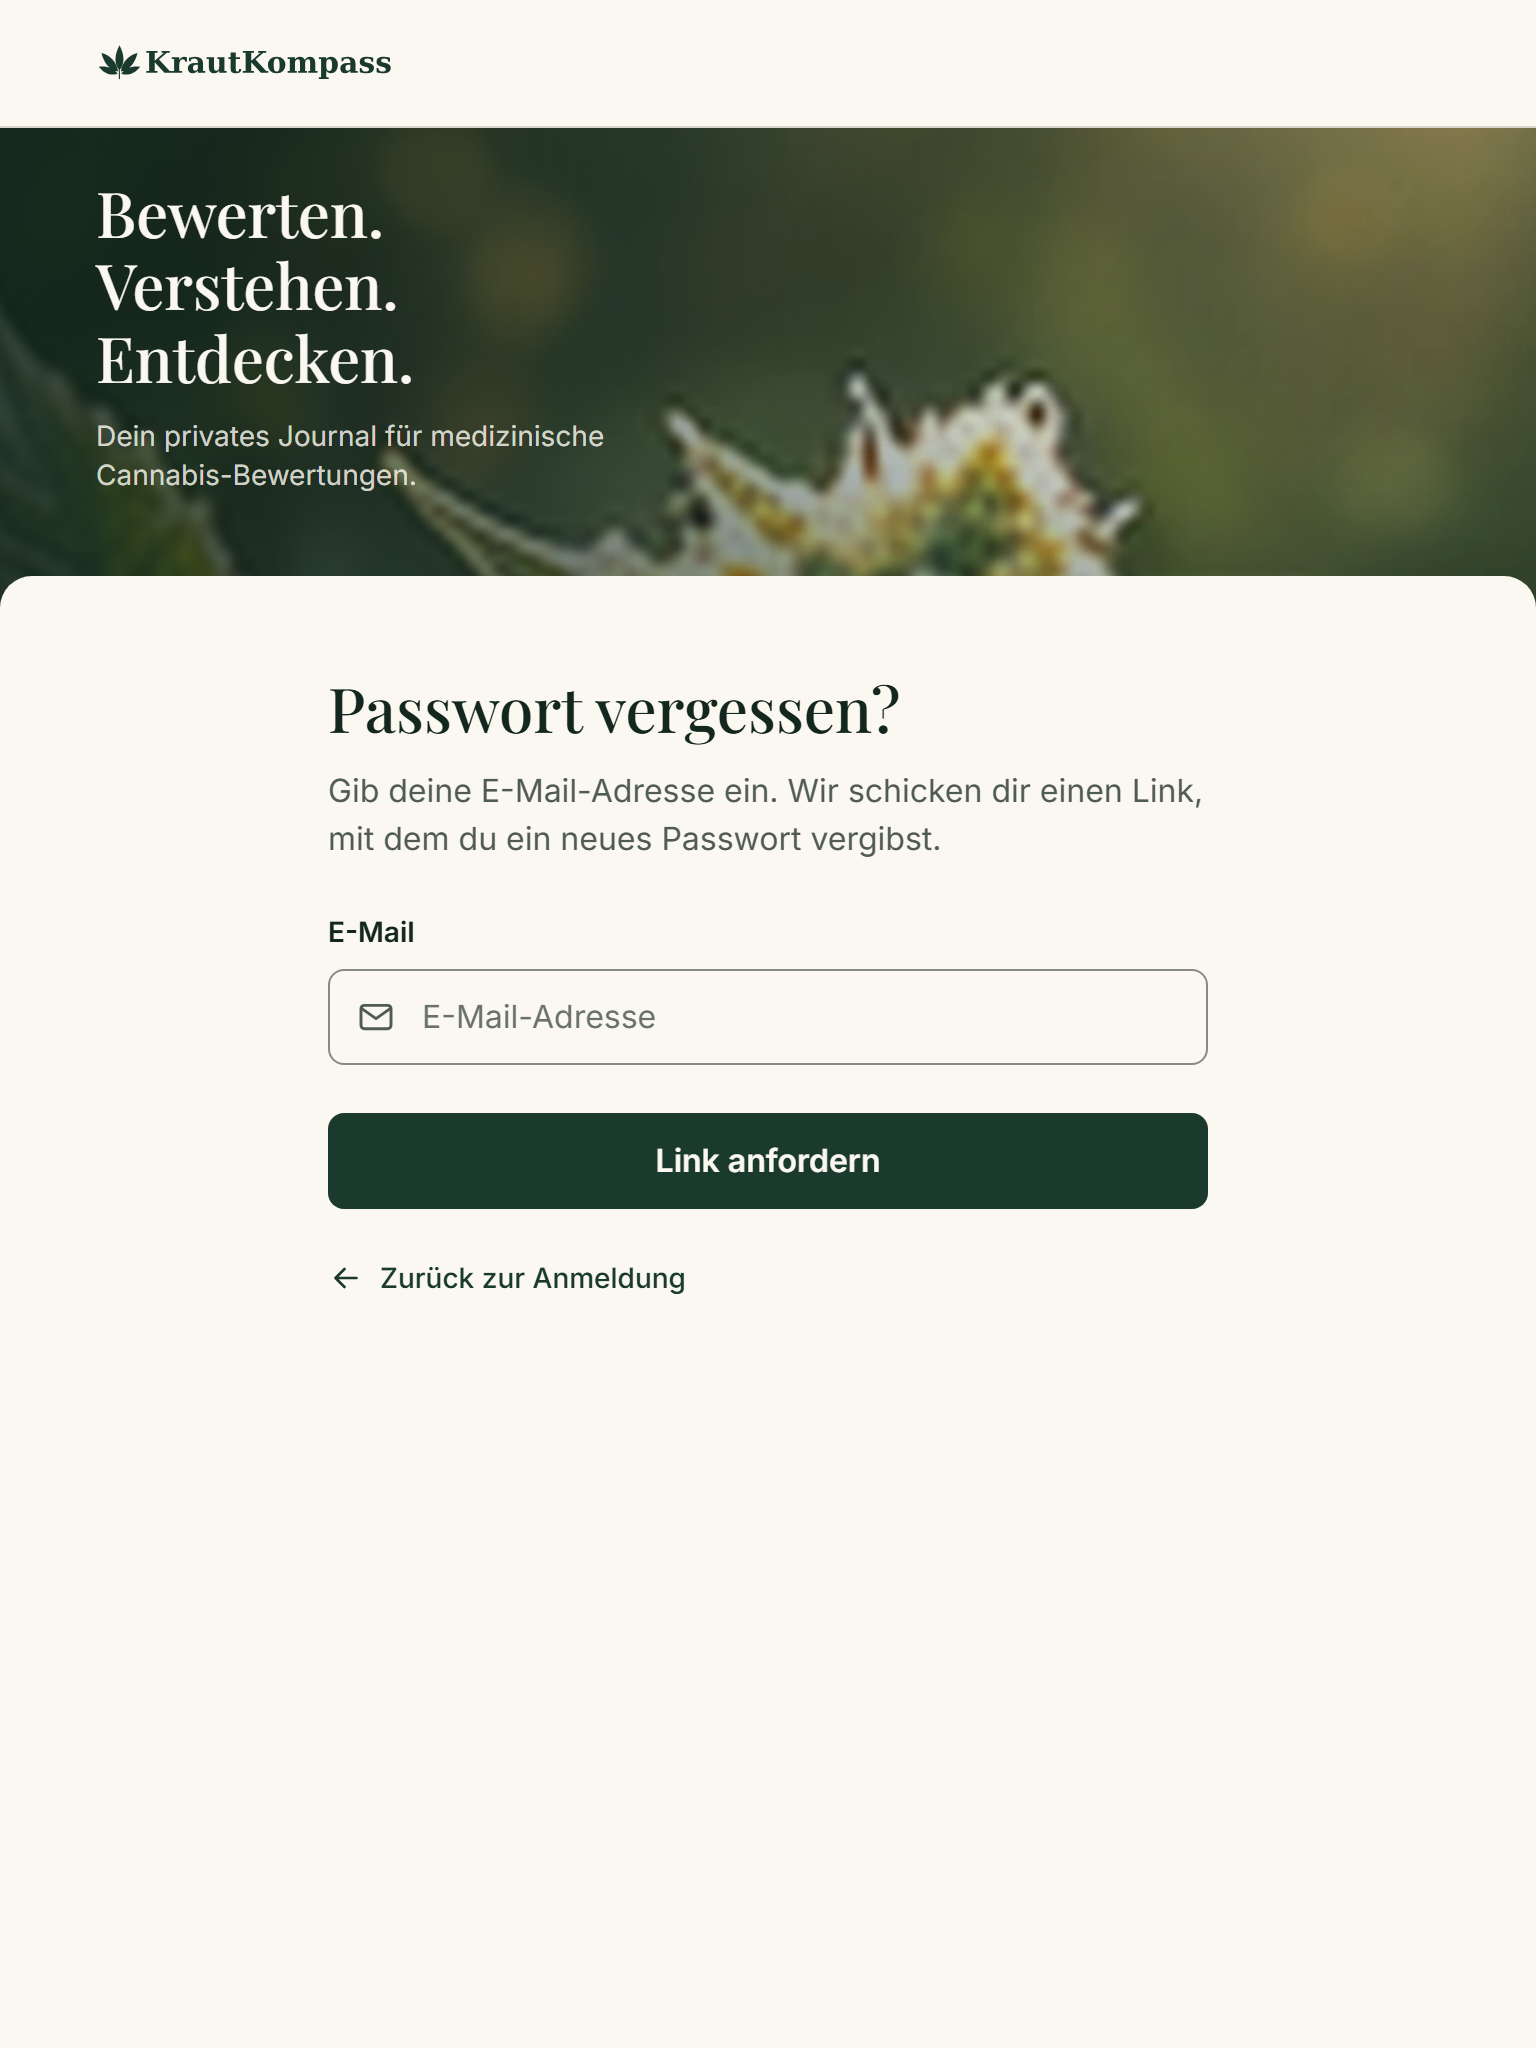 KrautKompass
Bewerten.
Verstehen.
Entdecken.
Dein privates Journal für medizinische
Cannabis-Bewertungen.
Passwort vergessen?
Gib deine E-Mail-Adresse ein. Wir schicken dir einen Link,
mit dem du ein neues Passwort vergibst.
E-Mail
E-Mail-Adresse
Link anfordern
Zurück zur Anmeldung